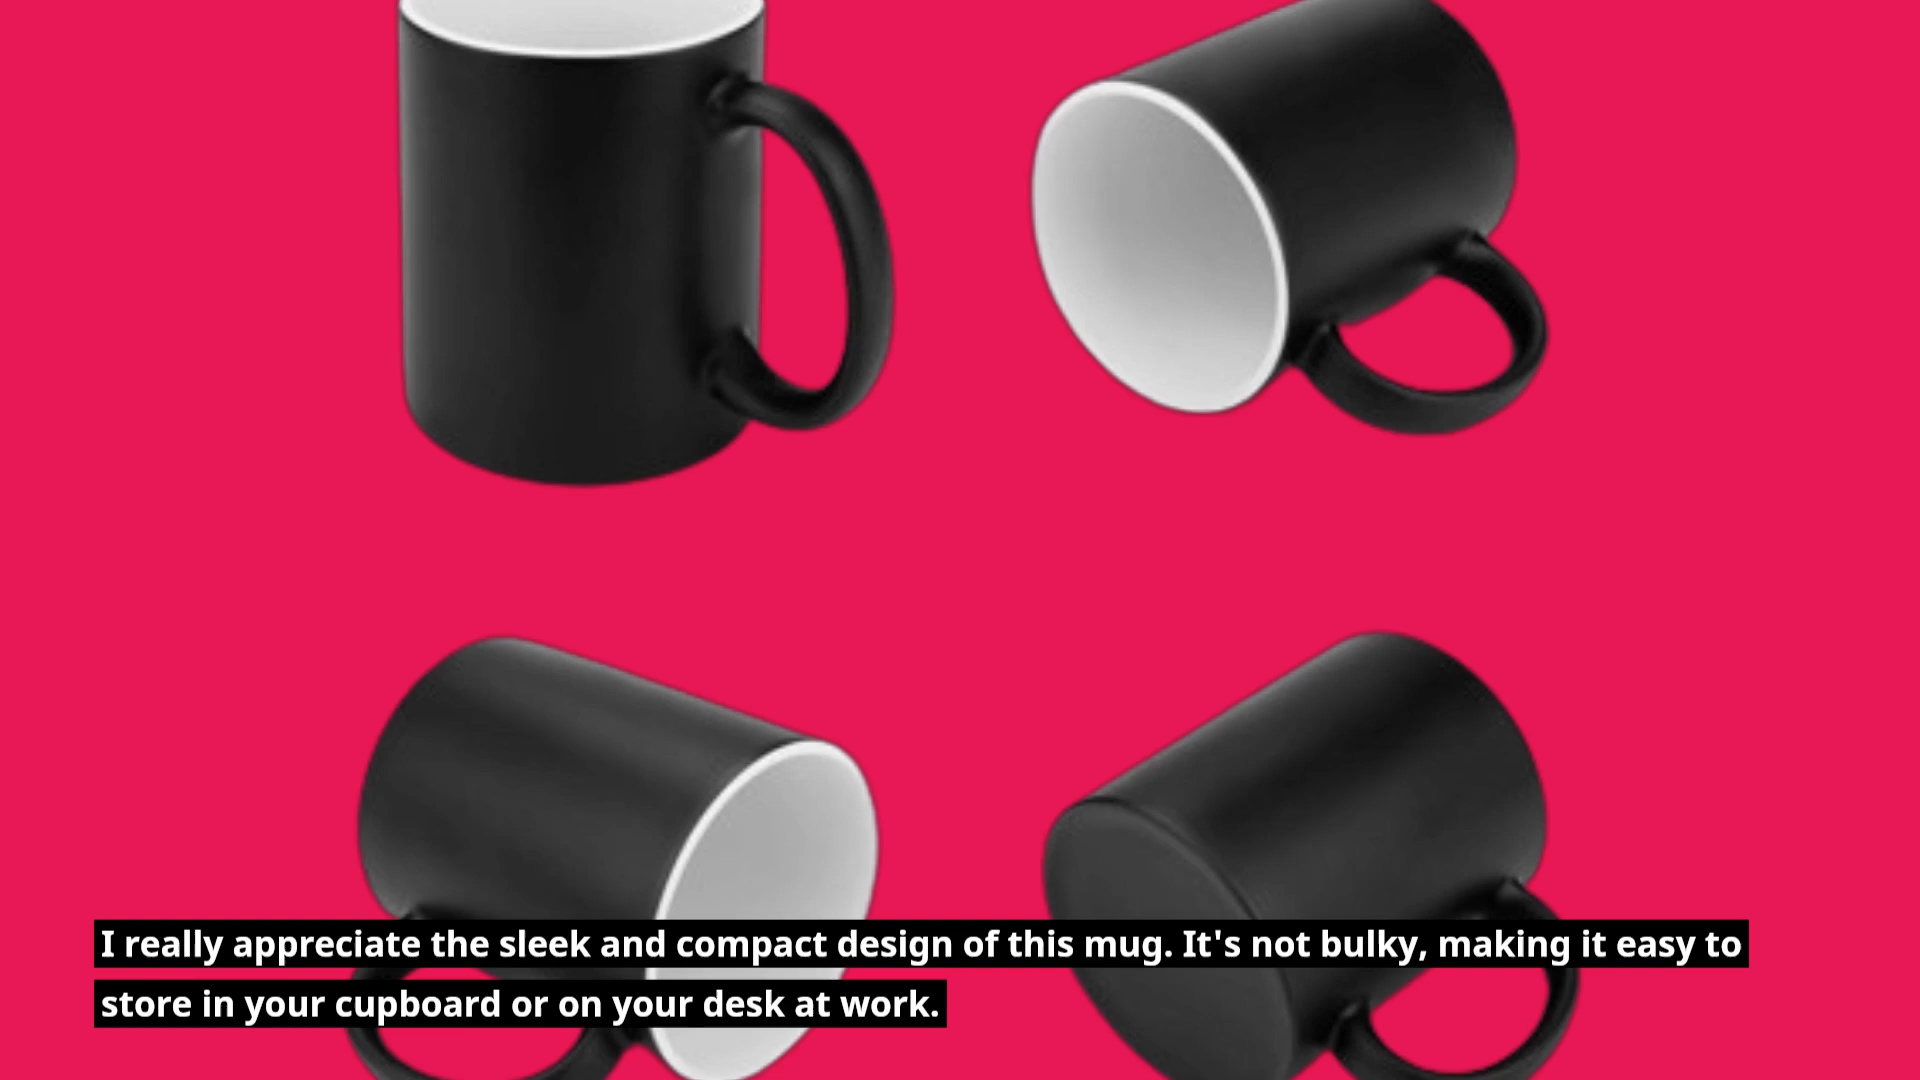 I really appreciate the sleek and compact design of this mug. It's not bulky, making it easy to
store in your cupboard or on your desk at work.